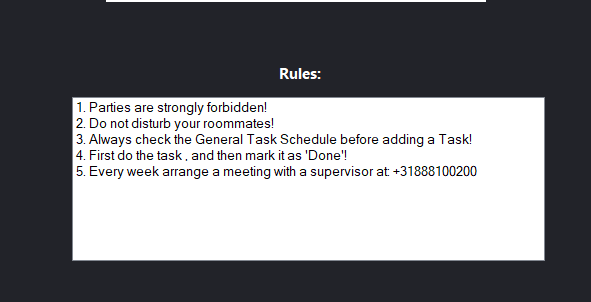 Rules:
1. Parties are strongly forbidden!
2. Do not disturb your roommates!
3. Always check the General Task Schedule before adding a Task!
4. First do the task , and then mark it as 'Done'!
5. Every week arrange a meeting with a supervisor at: +31888100200